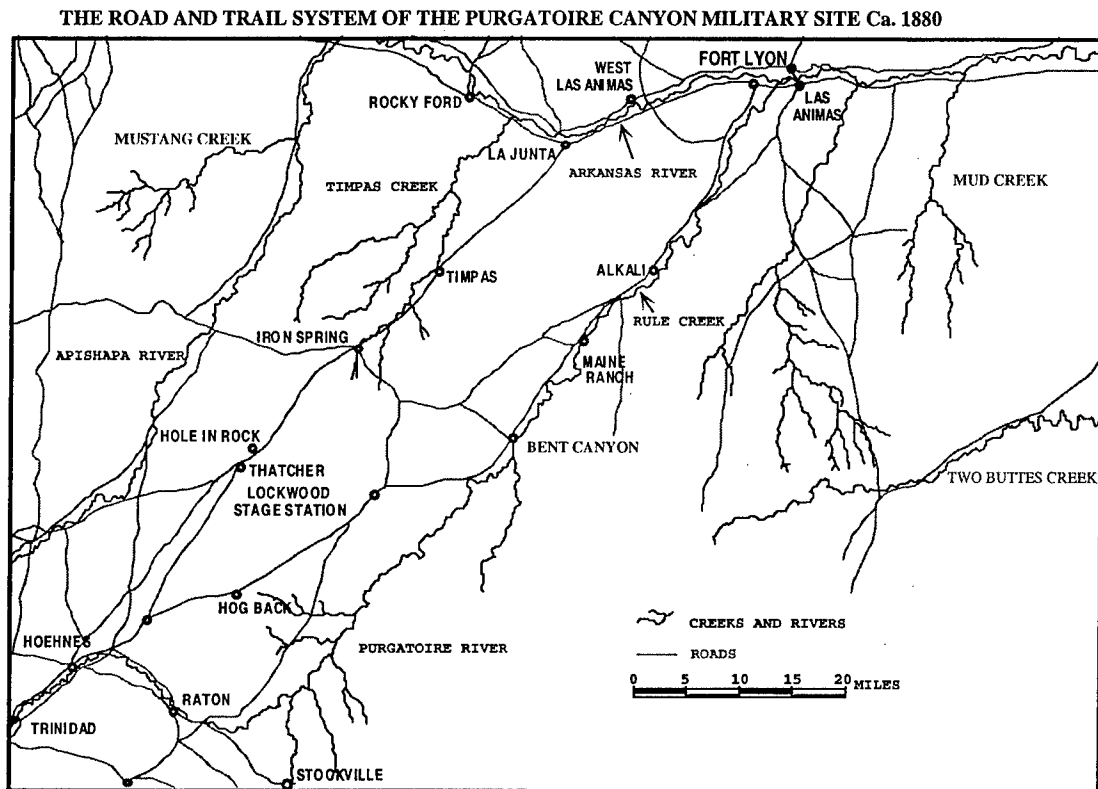 THE ROAD AND TRAIL SYSTEM OF THE PURGATOIRE CANYON MILITARY SITE Ca. 1880
FORT LYON
WEST
LAS ANIMAS
ROCKY FORD
LAS
ANIMAS
MUSTANG CREEK
LA JUNTA
ARKANSAS RIVER
TIMPAS CREEK
MUD CREEK
TIMPAS
ALKALI
RULE CREEK
IRON SPRING
APISHAPA RIVER
MAINE
RANCH
HOLE IN ROCK
BENT CANYON
THATCHER
TWO BUTTES CREEK
LOCKWOOD
STAGE STATION
HOG BACK
CREEKS AND RIVERS
HOEHNES
PURGATOIRE RIVER
ROADS
0 5 10 15 20 MILES
RATON
TRINIDAD
STOCKVILLE